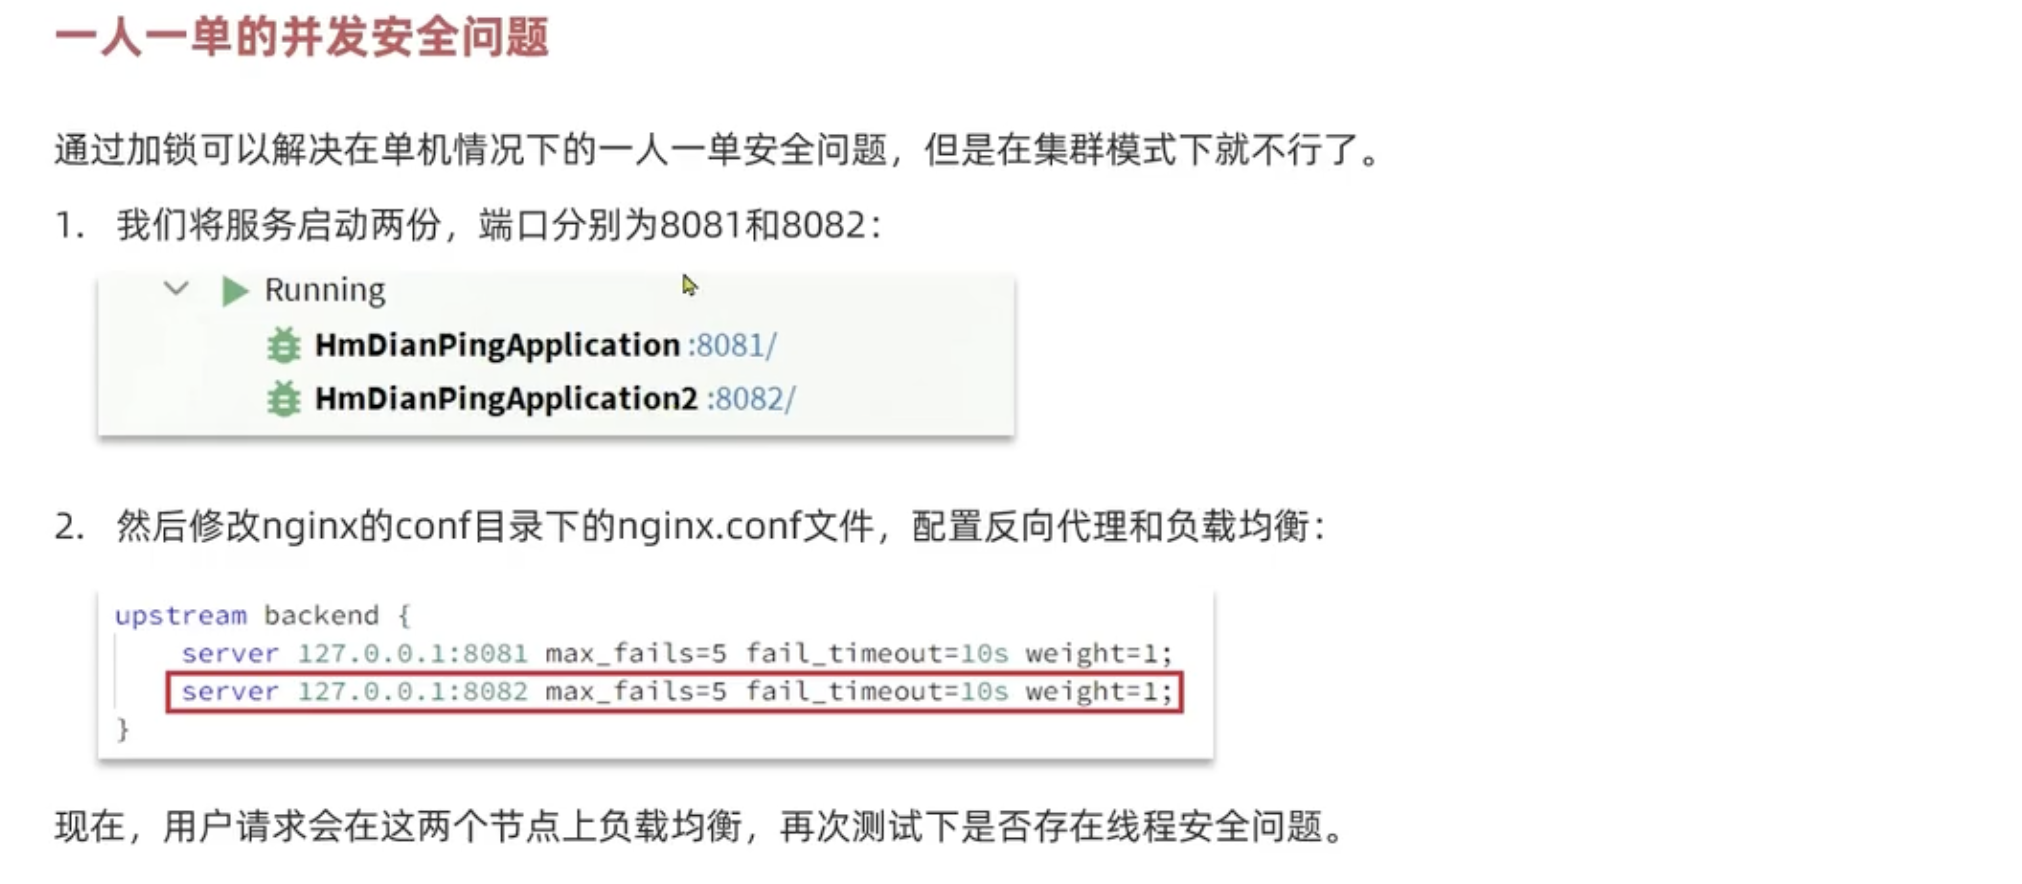 一人一单的并发安全问题
通过加锁可以解决在单机情况下的一人一单安全问题，但是在集群模式下就不行了。
1. 我们将服务启动两份，端口分别为8081和8082：
Running
HmDianPingApplication :8081/
HmDianPingApplication2 :8082/
2. 然后修改nginx的conf目录下的nginx.conf文件，配置反向代理和负载均衡：
upstream backend {
server 127.0.0.1:8081 max_fails=5 fail_timeout=10s weight=1;
server 127.0.0.1:8082 max_fails=5 fail_timeout=10s weight=1;
}
现在，用户请求会在这两个节点上负载均衡，再次测试下是否存在线程安全问题。